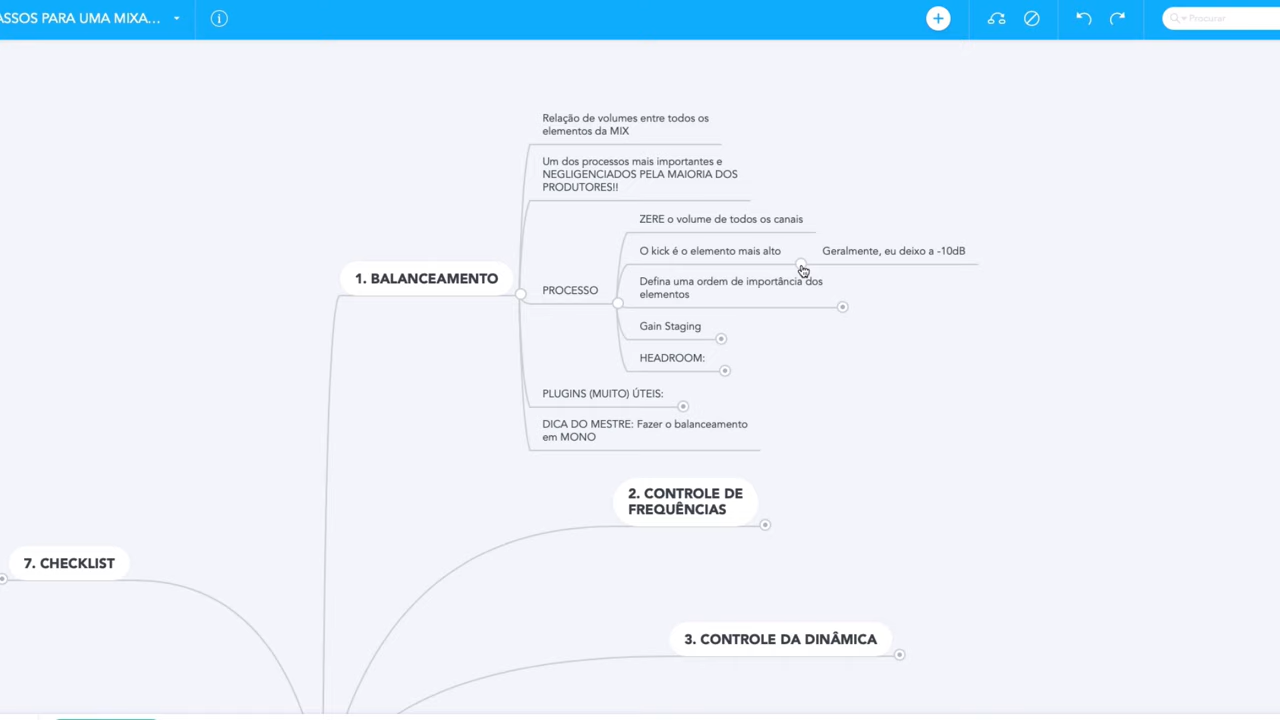 ASSOS PARA UMA MIXA...
Procurar
Relação de volumes entre todos os
elementos da MIX
Um dos processos mais importantes e
NEGLIGENCIADOS PELA MAIORIA DOS
PRODUTORES!!
ZERE o volume de todos os canais
O kick é o elemento mais alto
Geralmente, eu deixo a -10dB
1. BALANCEAMENTO
PROCESSO
Defina uma ordem de importância dos
elementos
Gain Staging
HEADROOM:
PLUGINS (MUITO) ÚTEIS:
DICA DO MESTRE: Fazer o balanceamento
em MONO
2. CONTROLE DE
FREQUÊNCIAS
7. CHECKLIST
3. CONTROLE DA DINÂMICA